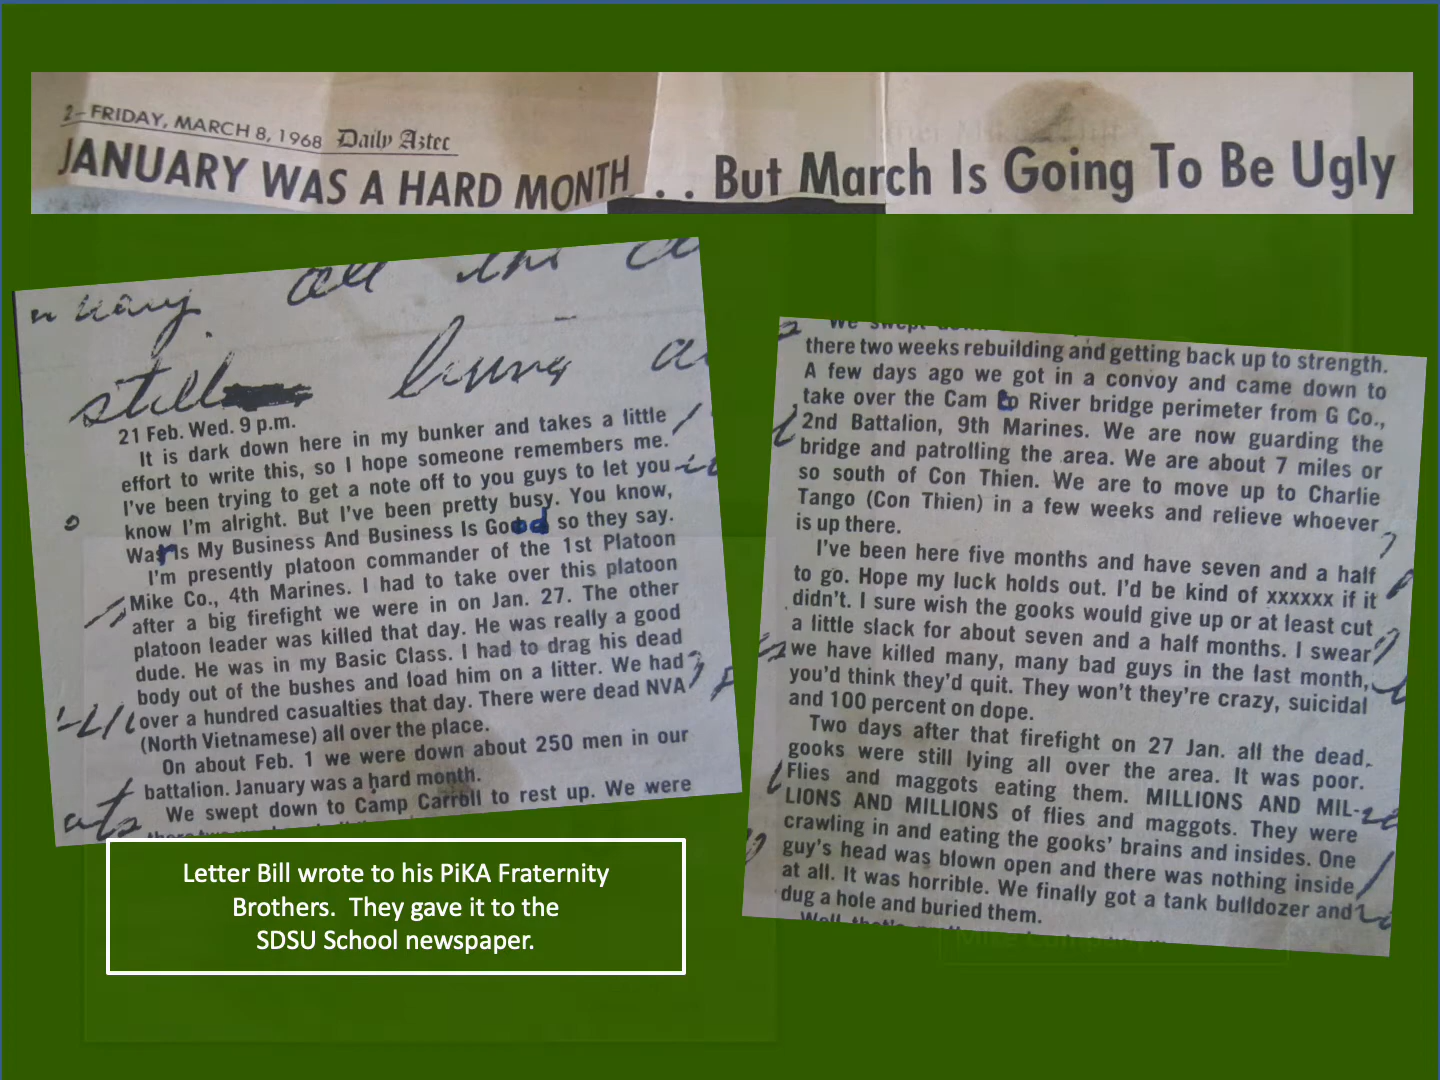 2–FRIDAY, MARCH 8, 1968 Daily Aztec
JANUARY WAS A HARD MONTH . . . But March Is Going To Be Ugly
all the
still living
21 Feb. Wed. 9 p.m.
It is dark down here in my bunker and takes a little
effort to write this, so I hope someone remembers me.
I've been trying to get a note off to you guys to let you
know I'm alright. But I've been pretty busy. You know,
War Is My Business And Business Is Good so they say.
I'm presently platoon commander of the 1st Platoon
Mike Co., 4th Marines. I had to take over this platoon
after a big firefight we were in on Jan. 27. The other
platoon leader was killed that day. He was really a good
dude. He was in my Basic Class. I had to drag his dead
body out of the bushes and load him on a litter. We had
over a hundred casualties that day. There were dead NVA
(North Vietnamese) all over the place.
On about Feb. 1 we were down about 250 men in our
battalion. January was a hard month.
We swept down to Camp Carroll to rest up. We were
We swept down
there two weeks rebuilding and getting back up to strength.
A few days ago we got in a convoy and came down to
take over the Cam Lo River bridge perimeter from G Co.,
2nd Battalion, 9th Marines. We are now guarding the
bridge and patrolling the area. We are about 7 miles or
so south of Con Thien. We are to move up to Charlie
Tango (Con Thien) in a few weeks and relieve whoever
is up there.
I've been here five months and have seven and a half
to go. Hope my luck holds out. I'd be kind of xxxxxx if it
didn't. I sure wish the gooks would give up or at least cut
a little slack for about seven and a half months. I swear
we have killed many, many bad guys in the last month,
you'd think they'd quit. They won't they're crazy, suicidal
and 100 percent on dope.
Two days after that firefight on 27 Jan. all the dead
gooks were still lying all over the area. It was poor.
Flies and maggots eating them. MILLIONS AND MIL-
LIONS AND MILLIONS of flies and maggots. They were
crawling in and eating the gooks' brains and insides. One
guy's head was blown open and there was nothing inside
at all. It was horrible. We finally got a tank bulldozer and
dug a hole and buried them.
Well, that's
Letter Bill wrote to his PiKA Fraternity
Brothers. They gave it to the
SDSU School newspaper.